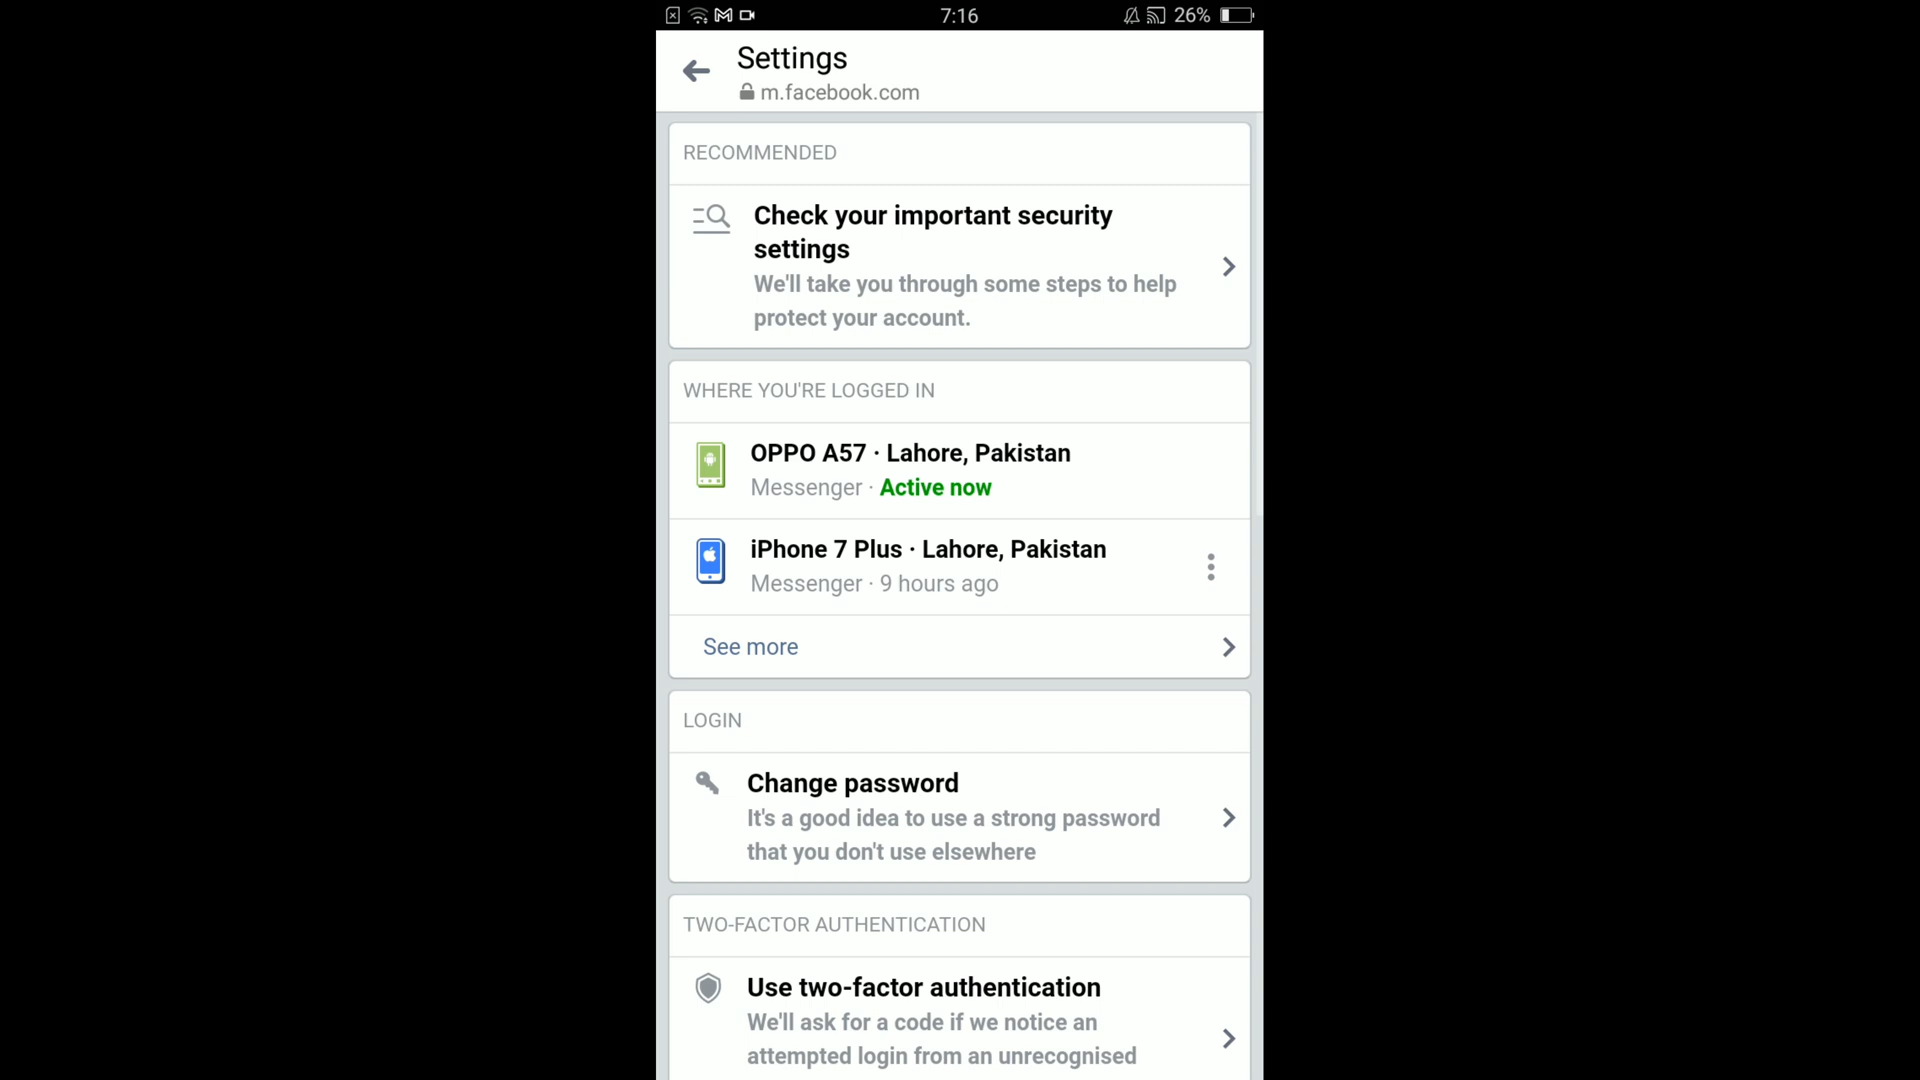 7:16
26%
Settings
m.facebook.com
RECOMMENDED
Check your important security
settings
We'll take you through some steps to help
protect your account.
WHERE YOU'RE LOGGED IN
OPPO A57 · Lahore, Pakistan
Messenger · Active now
iPhone 7 Plus · Lahore, Pakistan
Messenger · 9 hours ago
See more
LOGIN
Change password
It's a good idea to use a strong password
that you don't use elsewhere
TWO-FACTOR AUTHENTICATION
Use two-factor authentication
We'll ask for a code if we notice an
attempted login from an unrecognised